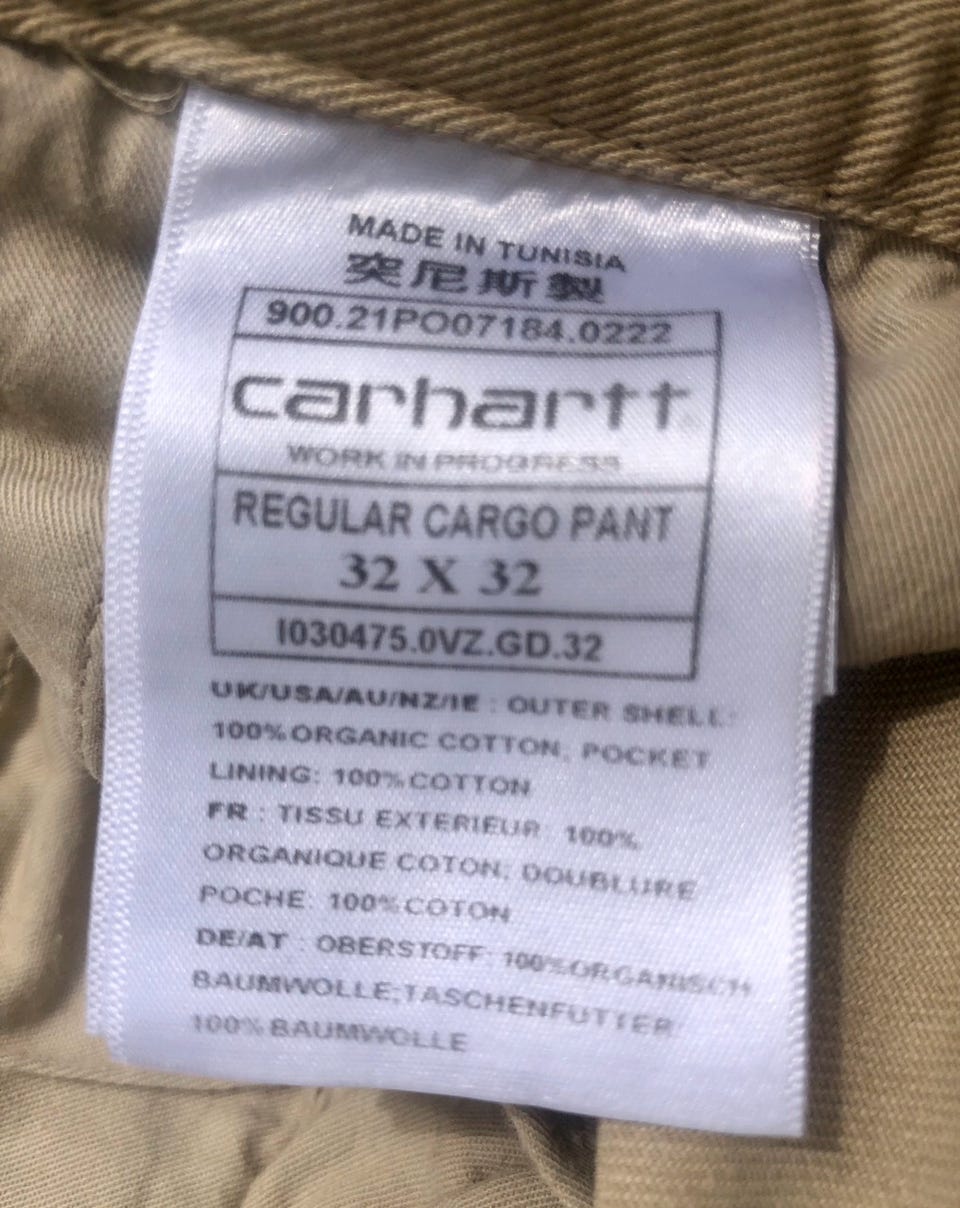 MADE IN TUNISIA
突尼斯製
900.21PO07184.0222
carhartt
WORK IN PROGRESS
REGULAR CARGO PANT
32 X 32
I030475.0VZ.GD.32
UK/USA/AU/NZ/IE : OUTER SHELL:
100%ORGANIC COTTON, POCKET
LINING: 100%COTTON
FR : TISSU EXTERIEUR: 100%
ORGANIQUE COTON; DOUBLURE
POCHE: 100%COTON
DE/AT : OBERSTOFF: 100%ORGANISCH
BAUMWOLLE;TASCHENFUTTER
100%BAUMWOLLE